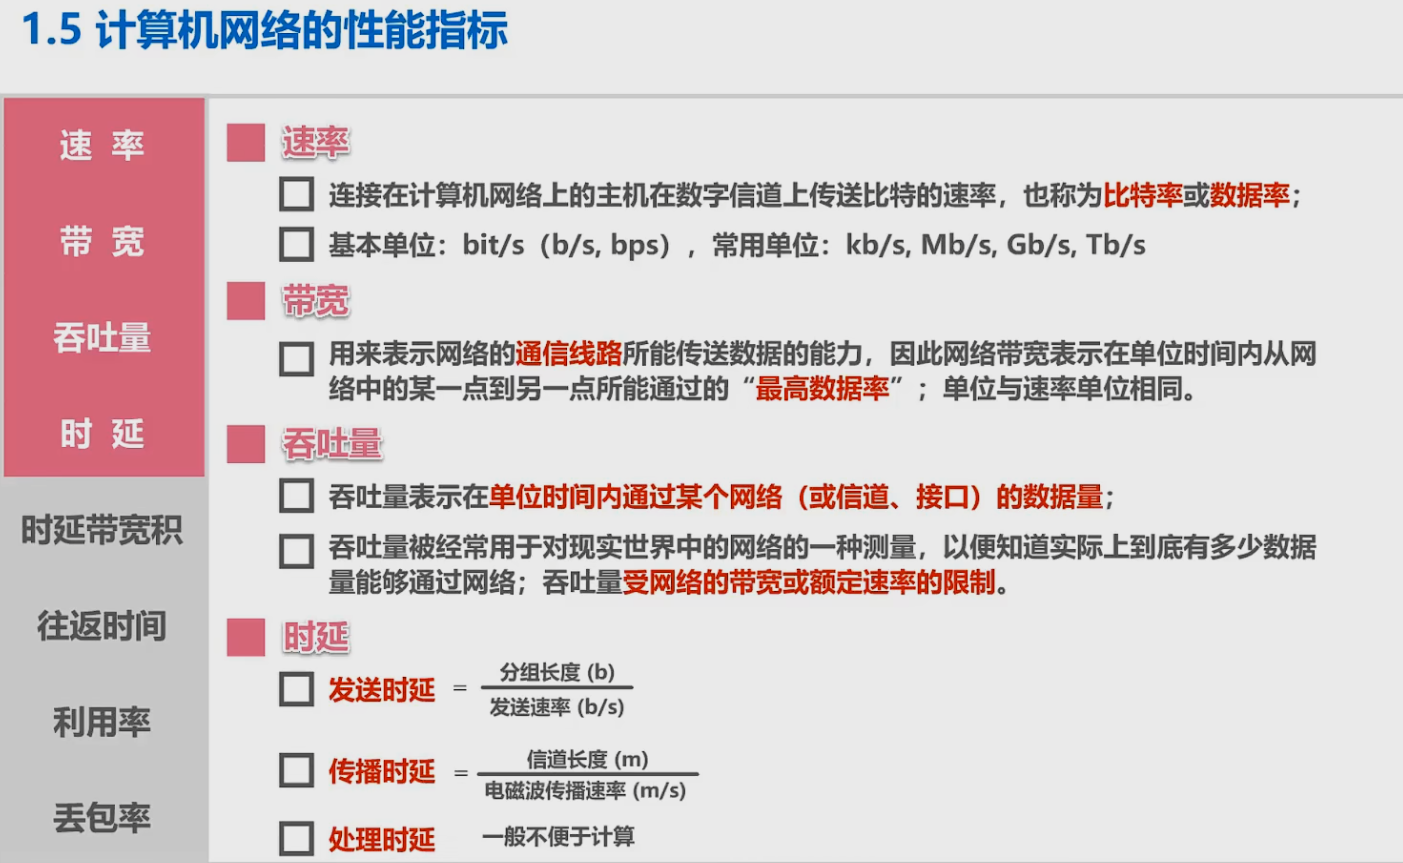 1.5 计算机网络的性能指标
速 率
带 宽
吞吐量
时 延
时延带宽积
往返时间
利用率
丢包率
速率
连接在计算机网络上的主机在数字信道上传送比特的速率，也称为比特率或数据率；
基本单位：bit/s（b/s, bps），常用单位：kb/s, Mb/s, Gb/s, Tb/s
带宽
用来表示网络的通信线路所能传送数据的能力，因此网络带宽表示在单位时间内从网
络中的某一点到另一点所能通过的“最高数据率”；单位与速率单位相同。
吞吐量
吞吐量表示在单位时间内通过某个网络（或信道、接口）的数据量；
吞吐量被经常用于对现实世界中的网络的一种测量，以便知道实际上到底有多少数据
量能够通过网络；吞吐量受网络的带宽或额定速率的限制。
时延
发送时延 =
分组长度 (b)
发送速率 (b/s)
传播时延 =
信道长度 (m)
电磁波传播速率 (m/s)
处理时延 一般不便于计算